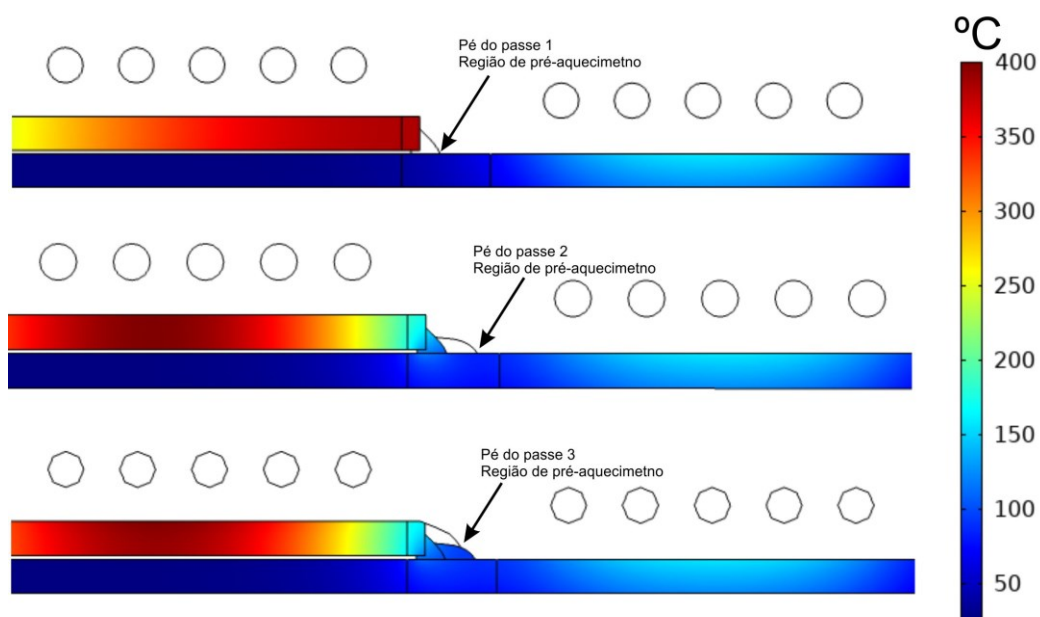 ºC
Pé do passe 1
Região de pré-aquecimetno
400
350
300
Pé do passe 2
Região de pré-aquecimetno
250
200
150
Pé do passe 3
Região de pré-aquecimetno
100
50